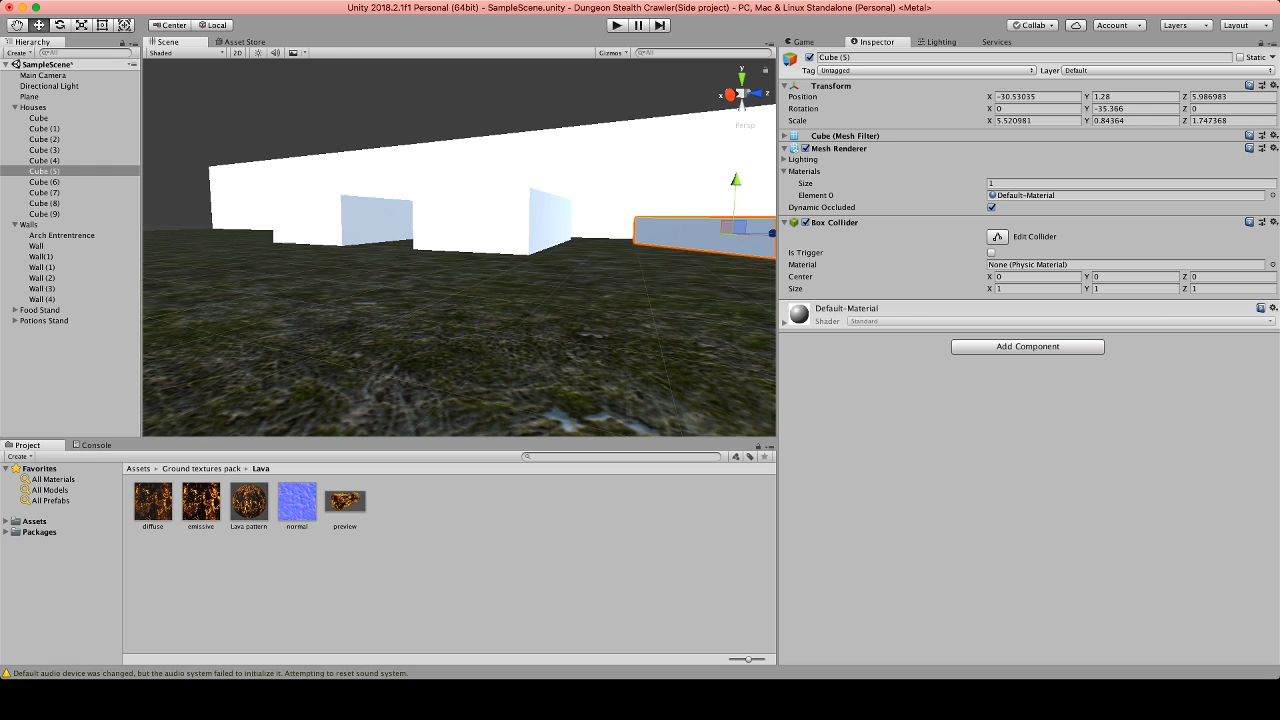 Unity 2018.2.1f1 Personal (64bit) - SampleScene.unity - Dungeon Stealth Crawler(Side project) - PC, Mac & Linux Standalone (Personal) <Metal>
Center Local Collab Account Layers Layout
Hierarchy
Create All
SampleScene*
Main Camera
Directional Light
Plane
Houses
Cube
Cube (1)
Cube (2)
Cube (3)
Cube (4)
Cube (5)
Cube (6)
Cube (7)
Cube (8)
Cube (9)
Walls
Arch Entrentrence
Wall
Wall(1)
Wall (1)
Wall (2)
Wall (3)
Wall (4)
Food Stand
Potions Stand
Scene Asset Store
Shaded 2D Gizmos All
y
x z
Persp
Game Inspector Lighting Services
Cube (5) Static
Tag Untagged Layer Default
Transform
Position X -30.53035 Y 1.28 Z 5.986983
Rotation X 0 Y -35.366 Z 0
Scale X 5.520981 Y 0.84364 Z 1.747368
Cube (Mesh Filter)
Mesh Renderer
Lighting
Materials
Size 1
Element 0 Default-Material
Dynamic Occluded
Box Collider
Edit Collider
Is Trigger
Material None (Physic Material)
Center X 0 Y 0 Z 0
Size X 1 Y 1 Z 1
Default-Material
Shader Standard
Add Component
Project Console
Create
Favorites
All Materials
All Models
All Prefabs
Assets
Packages
Assets Ground textures pack Lava
diffuse emissive Lava pattern normal preview
Default audio device was changed, but the audio system failed to initialize it. Attempting to reset sound system.